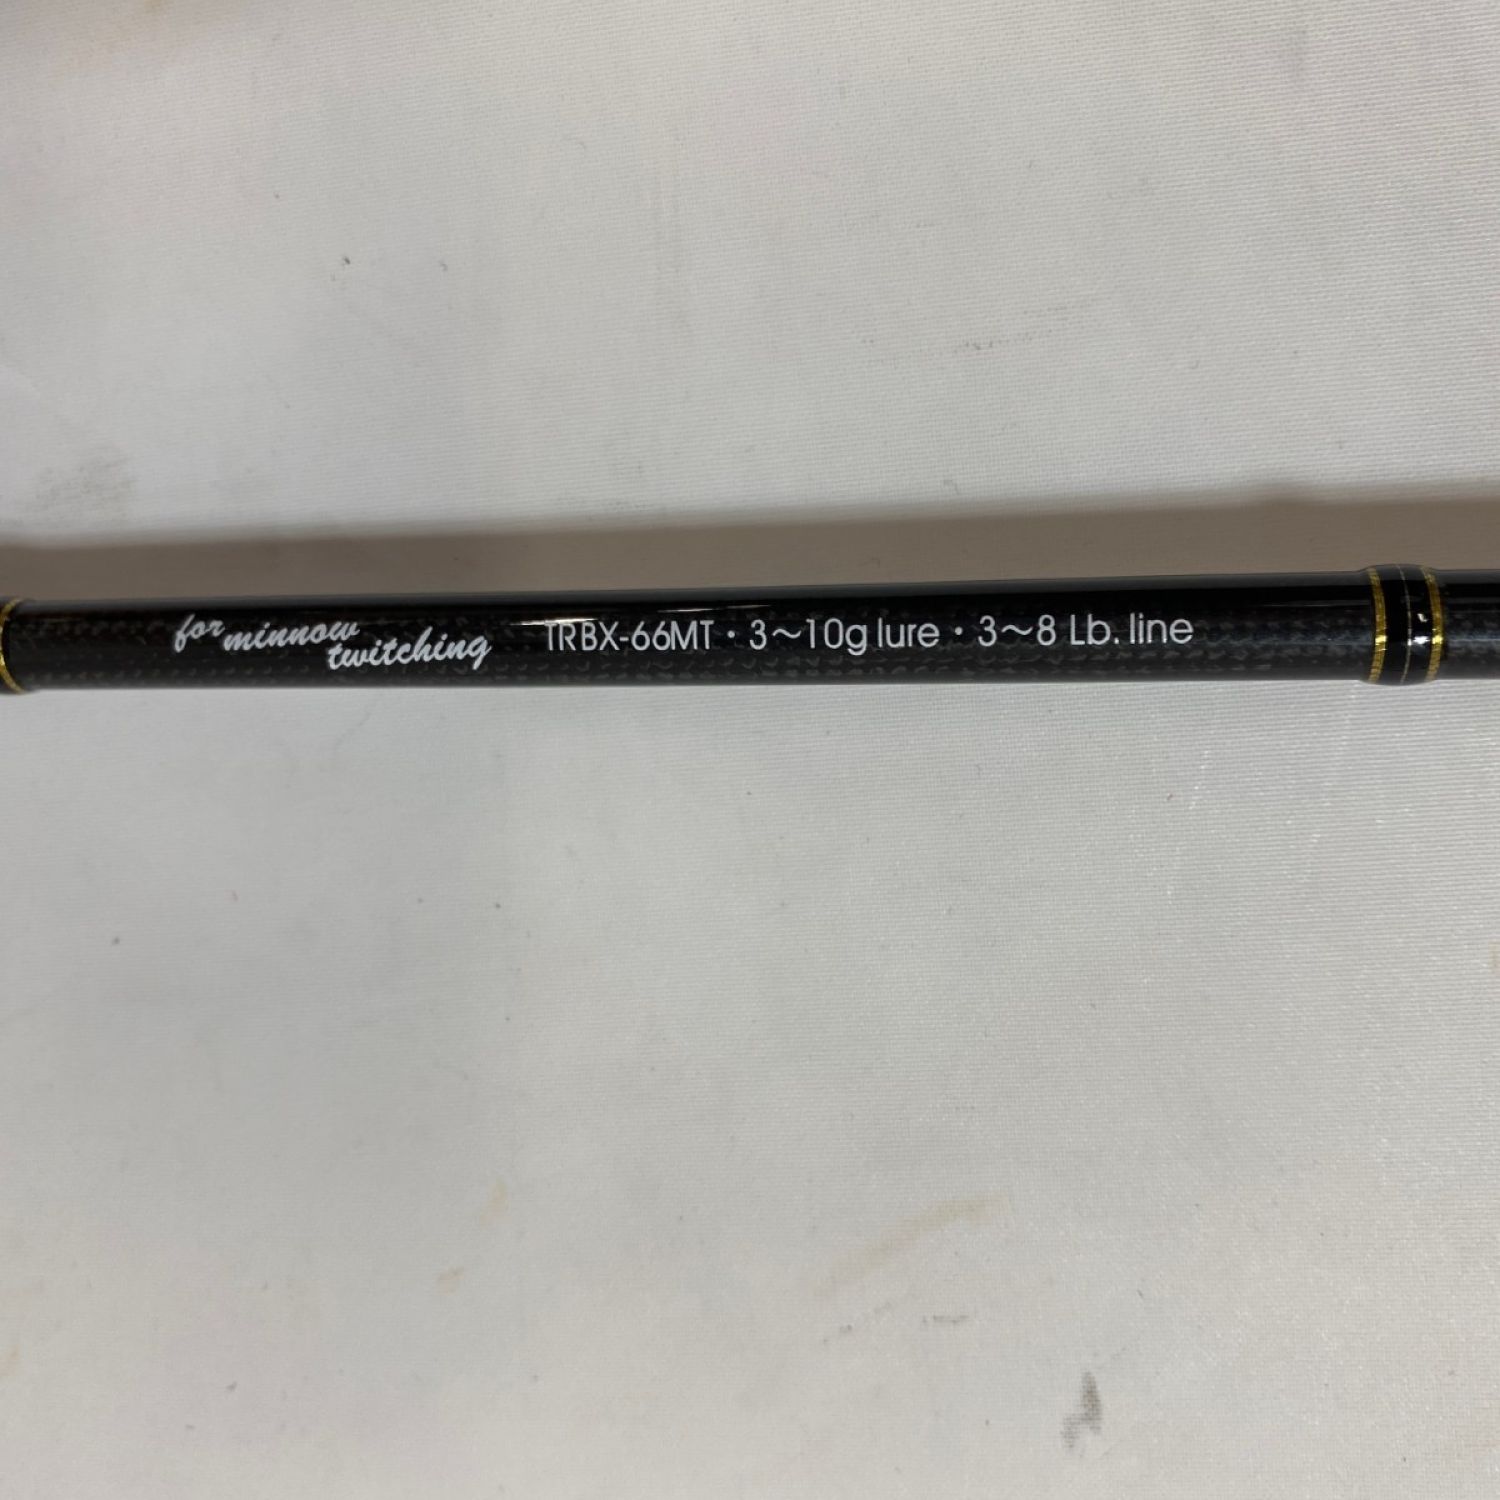 for minnow
twitching
TRBX-66MT・3～10g lure・3～8 Lb. line